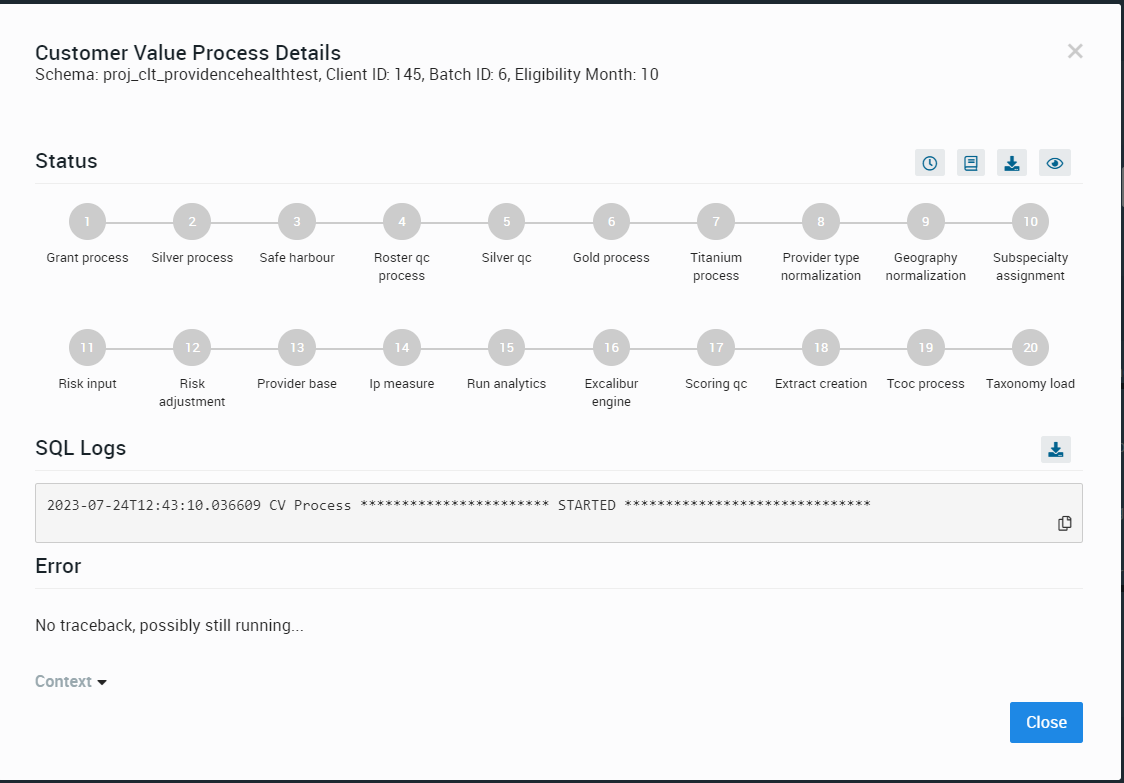 Customer Value Process Details
Schema: proj_clt_providencehealthtest, Client ID: 145, Batch ID: 6, Eligibility Month: 10
Status
1 2 3 4 5 6 7 8 9 10
Grant process Silver process Safe harbour Roster qc process Silver qc Gold process Titanium process Provider type normalization Geography normalization Subspecialty assignment
11 12 13 14 15 16 17 18 19 20
Risk input Risk adjustment Provider base Ip measure Run analytics Excalibur engine Scoring qc Extract creation Tcoc process Taxonomy load
SQL Logs
2023-07-24T12:43:10.036609 CV Process *********************** STARTED ******************************
Error
No traceback, possibly still running...
Context
Close